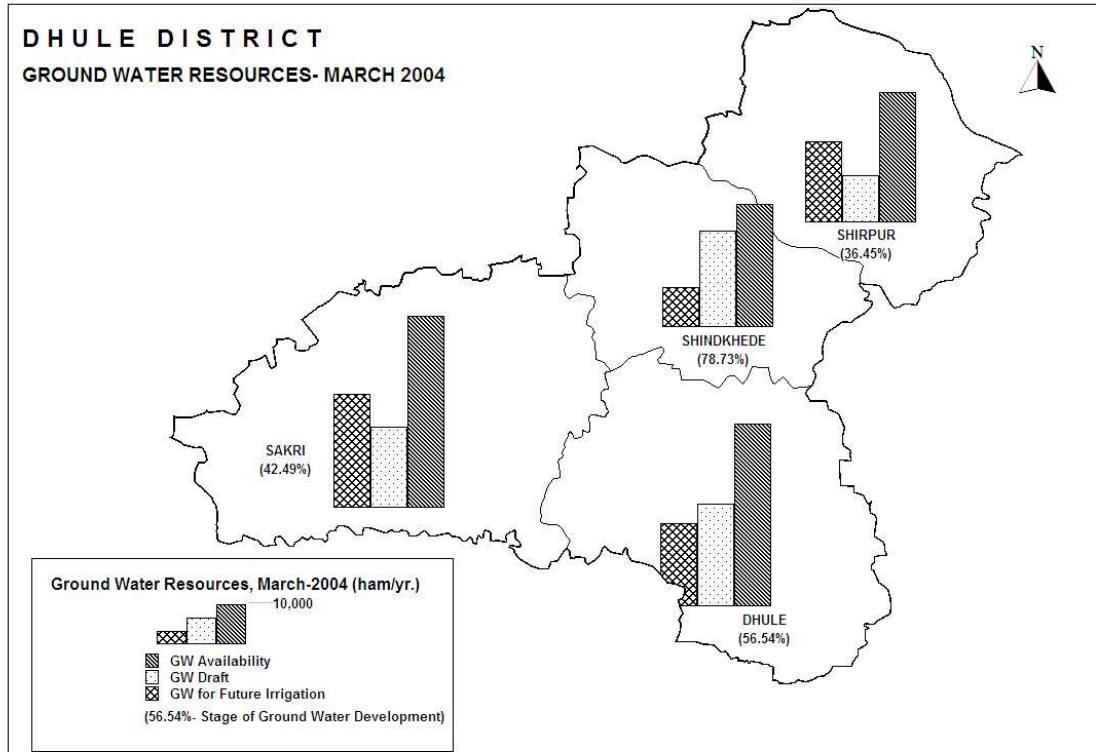 DHULE DISTRICT
GROUND WATER RESOURCES- MARCH 2004
N
SHIRPUR
(36.45%)
SHINDKHEDE
(78.73%)
SAKRI
(42.49%)
DHULE
(56.54%)
Ground Water Resources, March-2004 (ham/yr.)
10,000
GW Availability
GW Draft
GW for Future Irrigation
(56.54%- Stage of Ground Water Development)